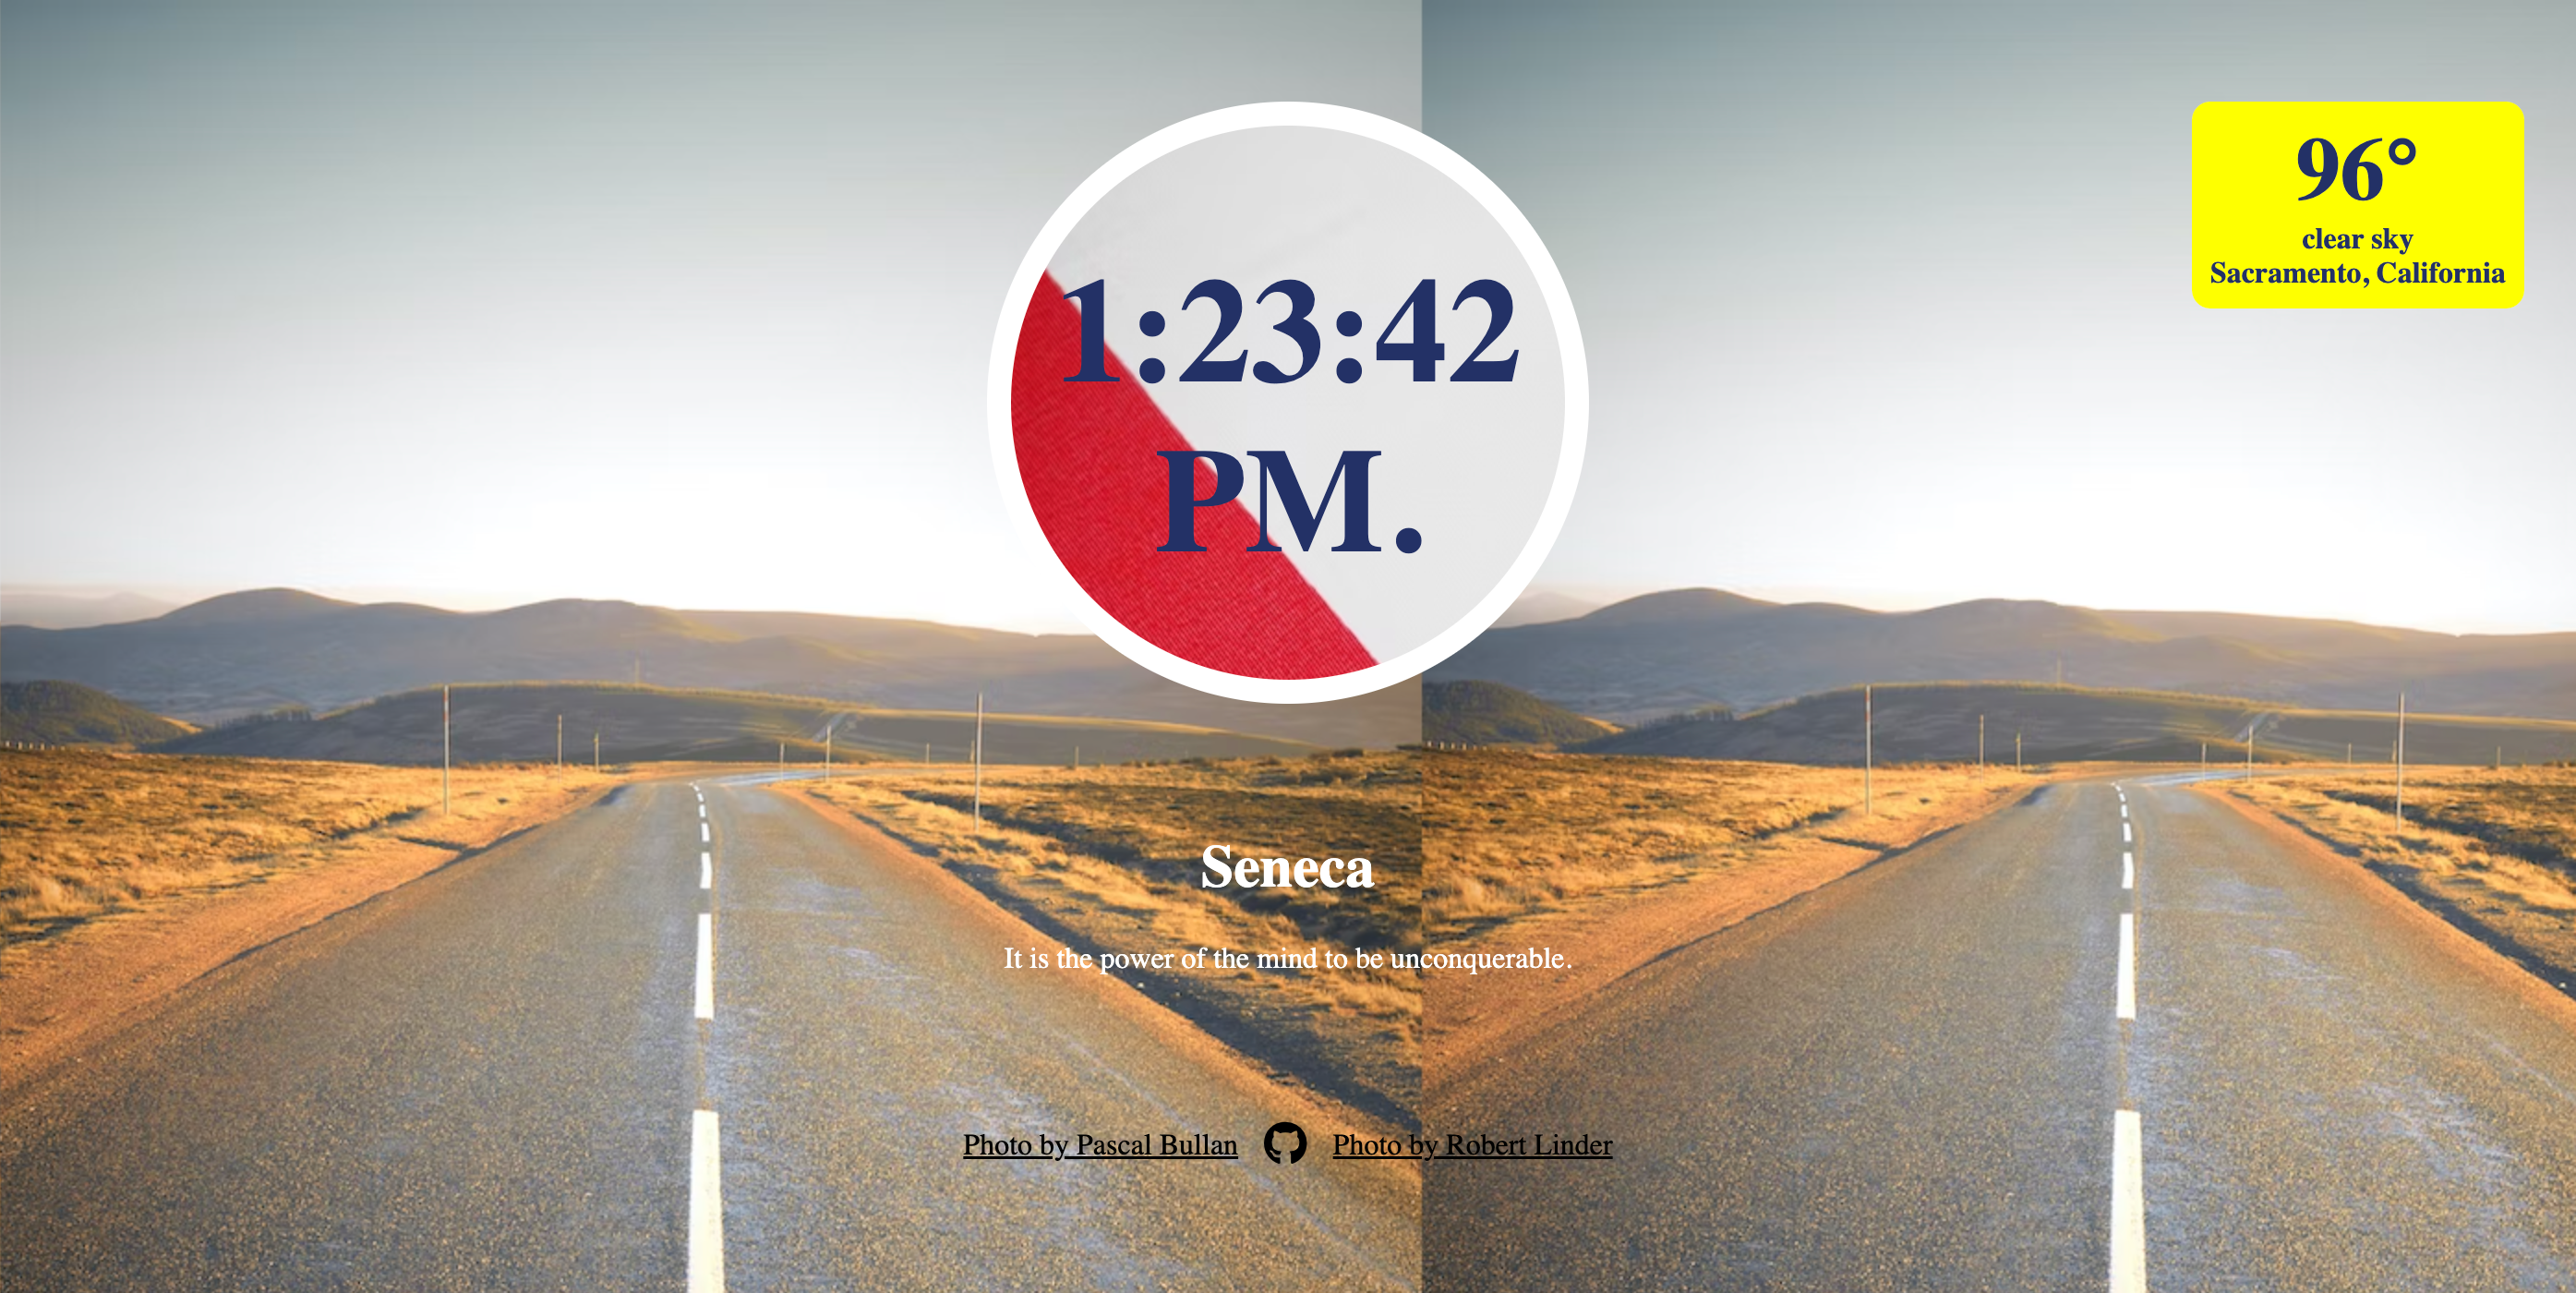 1:23:42
PM.
96°
clear sky
Sacramento, California
Seneca
It is the power of the mind to be unconquerable.
Photo by Pascal Bullan
Photo by Robert Linder